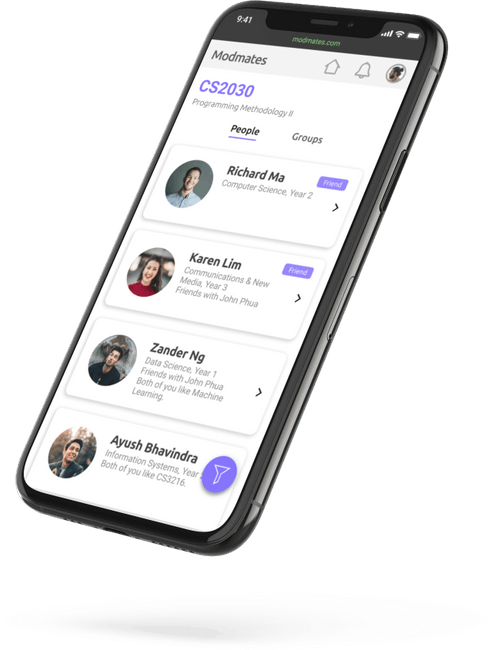 9:41
modmates.com
Modmates
CS2030
Programming Methodology II
People Groups
Richard Ma
Friend
Computer Science, Year 2
Karen Lim
Friend
Communications & New
Media, Year 3
Friends with John Phua
Zander Ng
Data Science, Year 1
Friends with John Phua
Both of you like Machine
Learning.
Ayush Bhavindra
Information Systems, Year
Both of you like CS3216.